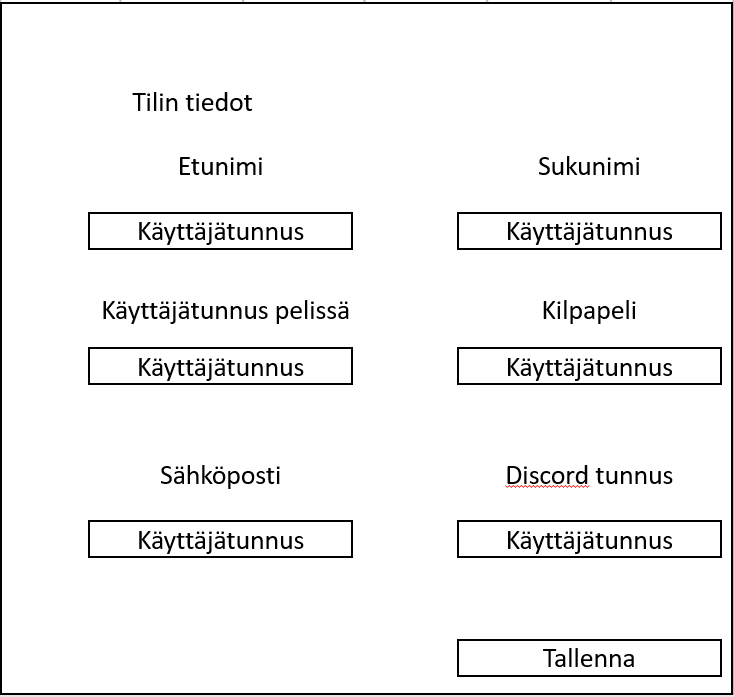 Tilin tiedot
Etunimi
Sukunimi
Käyttäjätunnus
Käyttäjätunnus
Käyttäjätunnus pelissä
Kilpapeli
Käyttäjätunnus
Käyttäjätunnus
Sähköposti
Discord tunnus
Käyttäjätunnus
Käyttäjätunnus
Tallenna